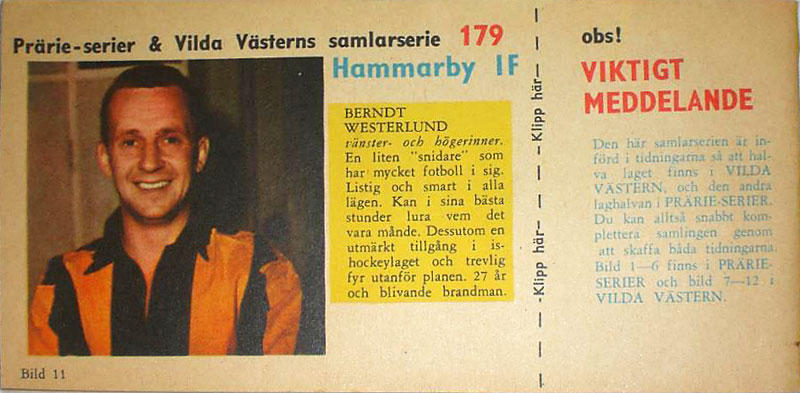 Prärie-serier & Vilda Västerns samlarserie 179
Hammarby IF
BERNDT
WESTERLUND
vänster- och högerinner.
En liten "snidare" som
har mycket fotboll i sig.
Listig och smart i alla
lägen. Kan i sina bästa
stunder lura vem det
vara månde. Dessutom en
utmärkt tillgång i is-
hockeylaget och trevlig
fyr utanför planen. 27 år
och blivande brandman.
Bild 11
-Klipp här- - -Klipp här-
obs!
VIKTIGT
MEDDELANDE
Den här samlarserien är in-
förd i tidningarna så att hal-
va laget finns i VILDA
VÄSTERN, och den andra
laghalvan i PRÄRIE-SERIER.
Du kan alltså snabbt kom-
plettera samlingen genom
att skaffa båda tidningarna.
Bild 1—6 finns i PRÄRIE-
SERIER och bild 7—12 i
VILDA VÄSTERN.